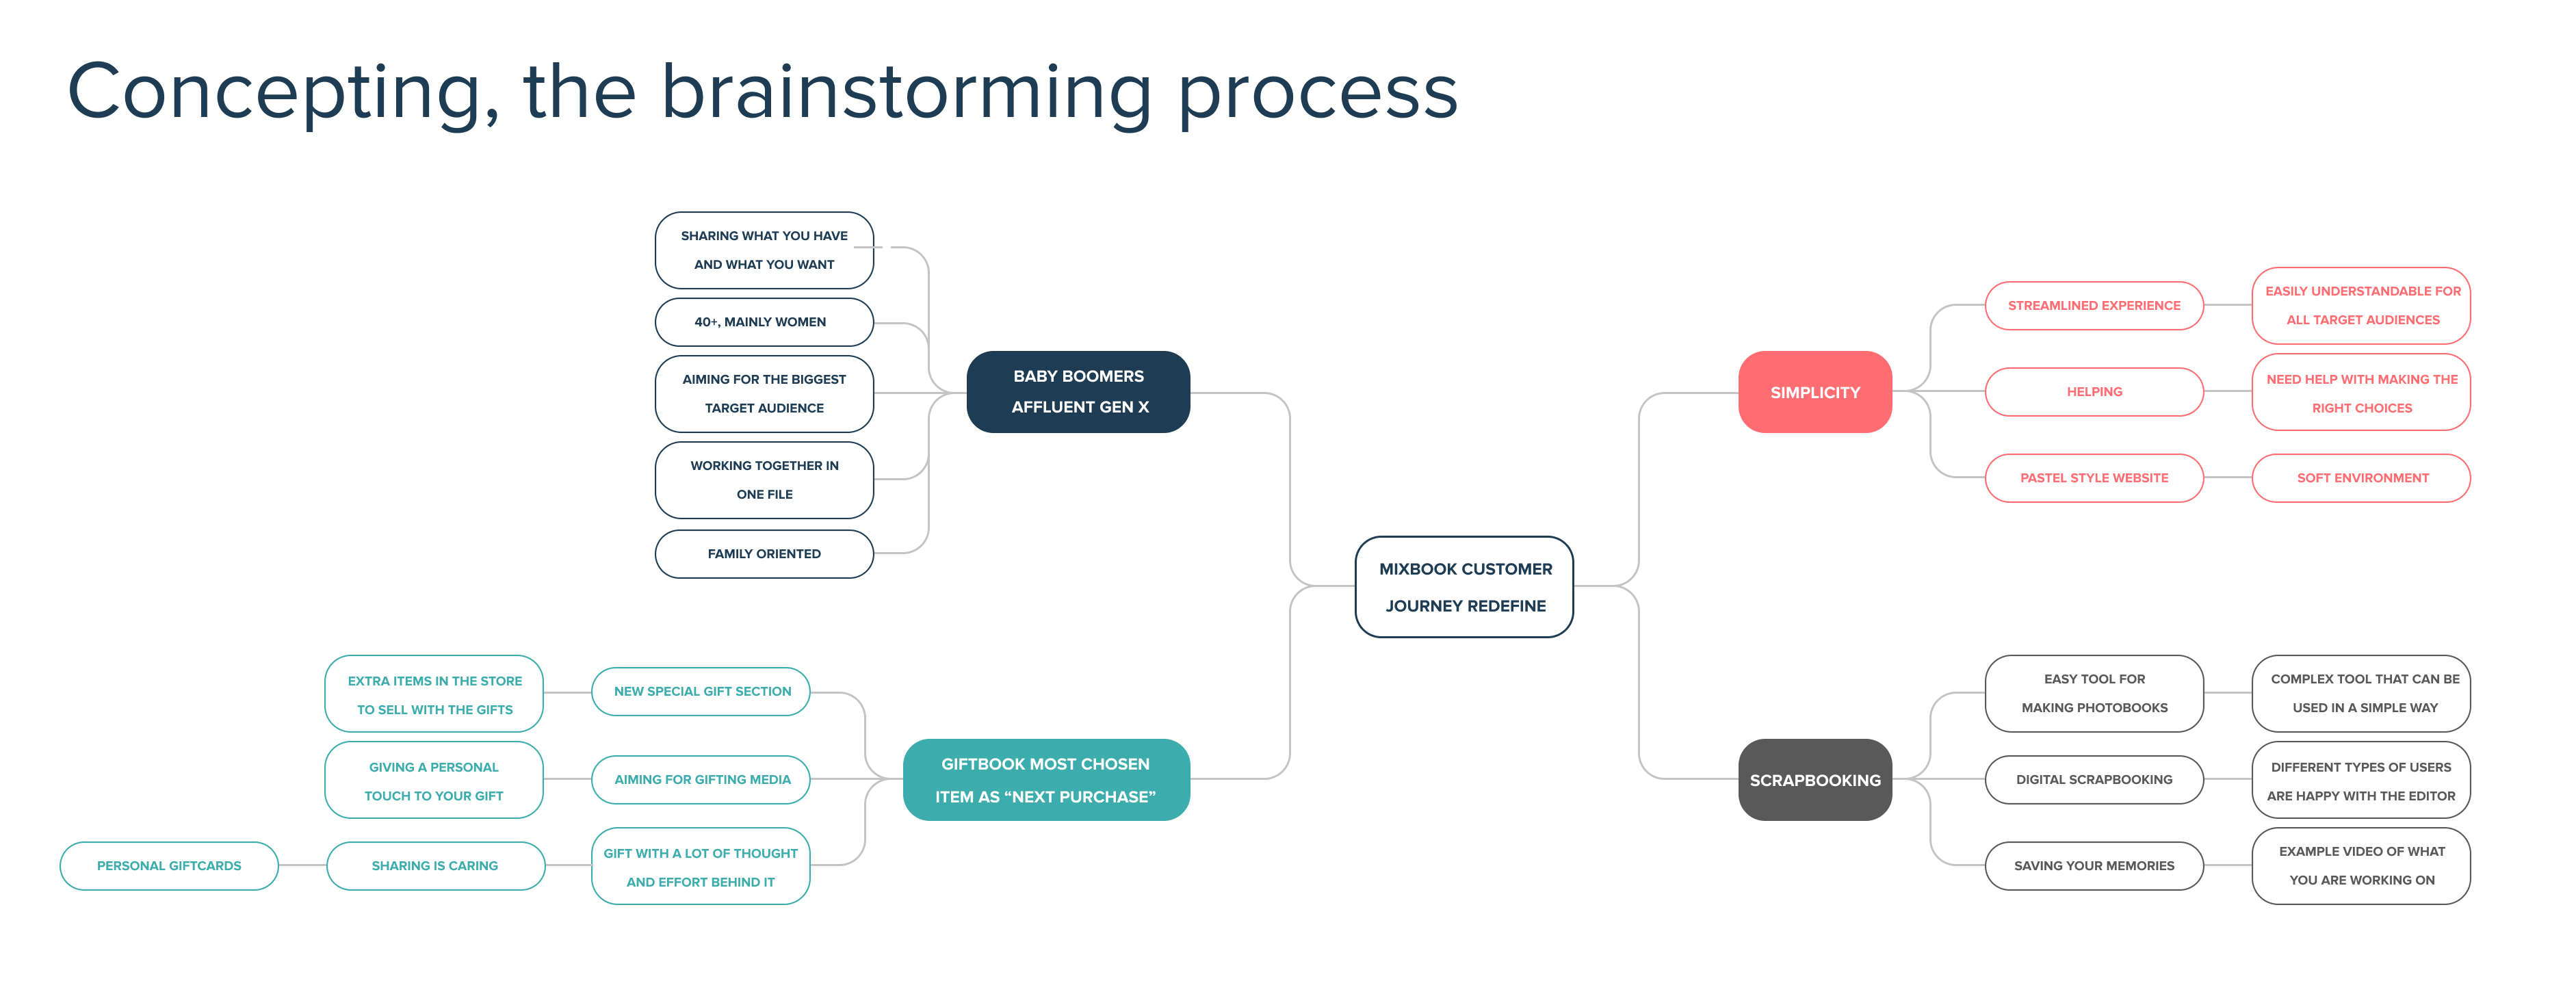 Concepting, the brainstorming process
SHARING WHAT YOU HAVE
AND WHAT YOU WANT
40+, MAINLY WOMEN
AIMING FOR THE BIGGEST
TARGET AUDIENCE
WORKING TOGETHER IN
ONE FILE
FAMILY ORIENTED
BABY BOOMERS
AFFLUENT GEN X
EXTRA ITEMS IN THE STORE
TO SELL WITH THE GIFTS
NEW SPECIAL GIFT SECTION
GIVING A PERSONAL
TOUCH TO YOUR GIFT
AIMING FOR GIFTING MEDIA
PERSONAL GIFTCARDS
SHARING IS CARING
GIFT WITH A LOT OF THOUGHT
AND EFFORT BEHIND IT
GIFTBOOK MOST CHOSEN
ITEM AS “NEXT PURCHASE”
MIXBOOK CUSTOMER
JOURNEY REDEFINE
SIMPLICITY
STREAMLINED EXPERIENCE
EASILY UNDERSTANDABLE FOR
ALL TARGET AUDIENCES
HELPING
NEED HELP WITH MAKING THE
RIGHT CHOICES
PASTEL STYLE WEBSITE
SOFT ENVIRONMENT
SCRAPBOOKING
EASY TOOL FOR
MAKING PHOTOBOOKS
COMPLEX TOOL THAT CAN BE
USED IN A SIMPLE WAY
DIGITAL SCRAPBOOKING
DIFFERENT TYPES OF USERS
ARE HAPPY WITH THE EDITOR
SAVING YOUR MEMORIES
EXAMPLE VIDEO OF WHAT
YOU ARE WORKING ON